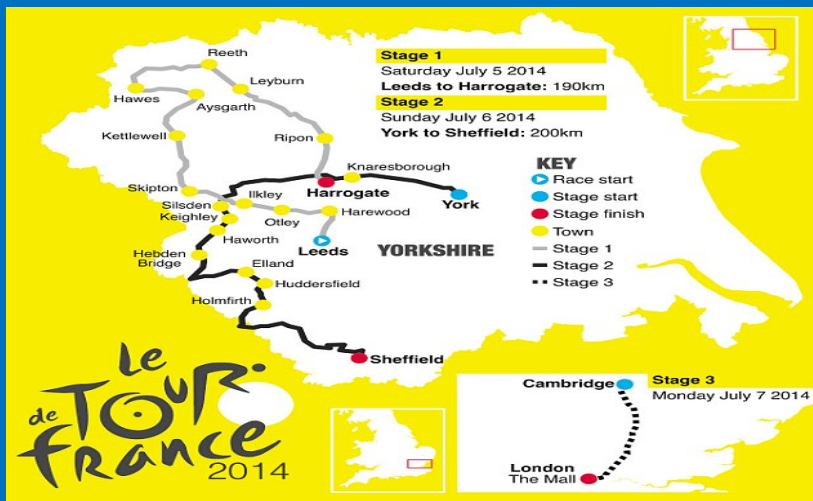 Stage 1
Saturday July 5 2014
Leeds to Harrogate: 190km
Stage 2
Sunday July 6 2014
York to Sheffield: 200km
Reeth
Leyburn
Hawes
Aysgarth
Kettlewell
Ripon
Knaresborough
Skipton
Harrogate
Ilkley
York
Silsden
Keighley
Otley
Harewood
Haworth
Leeds
YORKSHIRE
Hebden
Bridge
Elland
Huddersfield
Holmfirth
Sheffield
KEY
Race start
Stage start
Stage finish
Town
Stage 1
Stage 2
Stage 3
Le
de TOUR
france
2014
Cambridge
Stage 3
Monday July 7 2014
London
The Mall